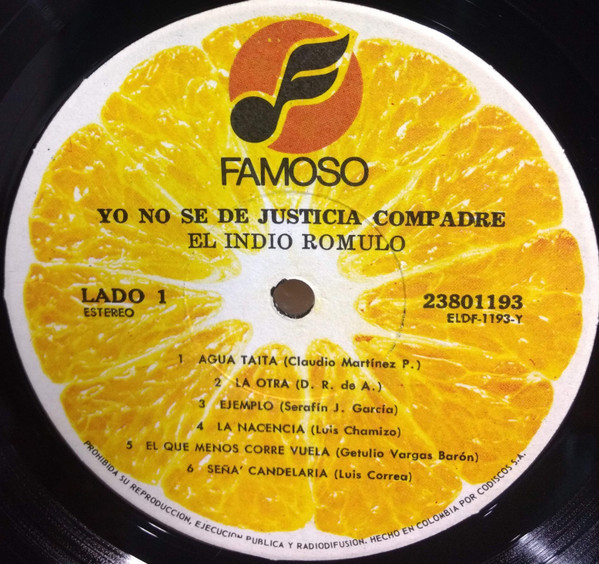 FAMOSO
YO NO SE DE JUSTICIA COMPADRE
EL INDIO ROMULO
LADO 1
ESTEREO
23801193
ELDF-1193-Y
1 AGUA TAITA (Claudio Martínez P.)
2 LA OTRA (D. R. de A.)
3 EJEMPLO (Serafín J. García)
4 LA NACENCIA (Luis Chamizo)
5 EL QUE MENOS CORRE VUELA (Getulio Vargas Barón)
6 SEÑA' CANDELARIA (Luis Correa)
PROHIBIDA SU REPRODUCCION, EJECUCION PUBLICA Y RADIODIFUSION. HECHO EN COLOMBIA POR CODISCOS S.A.